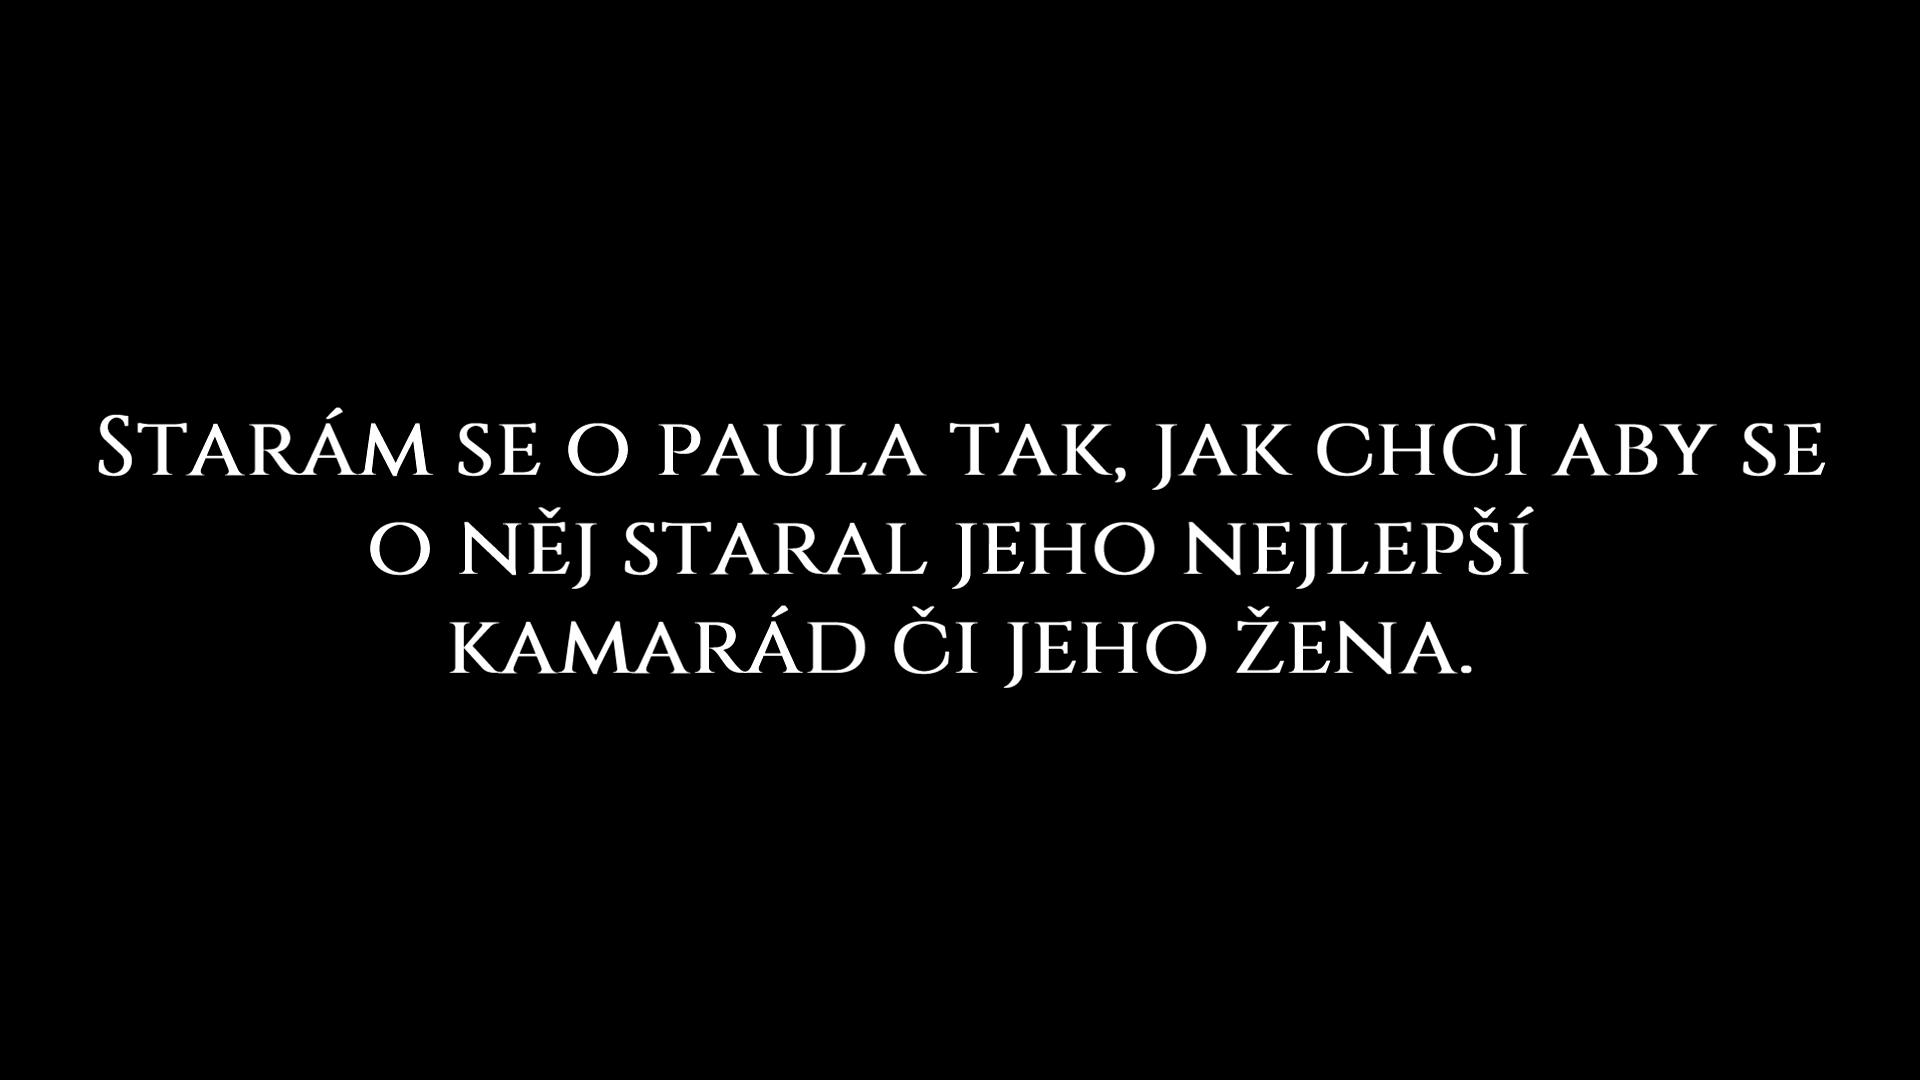 Starám se o paula tak, jak chci aby se
o něj staral jeho nejlepší
kamarád či jeho žena.